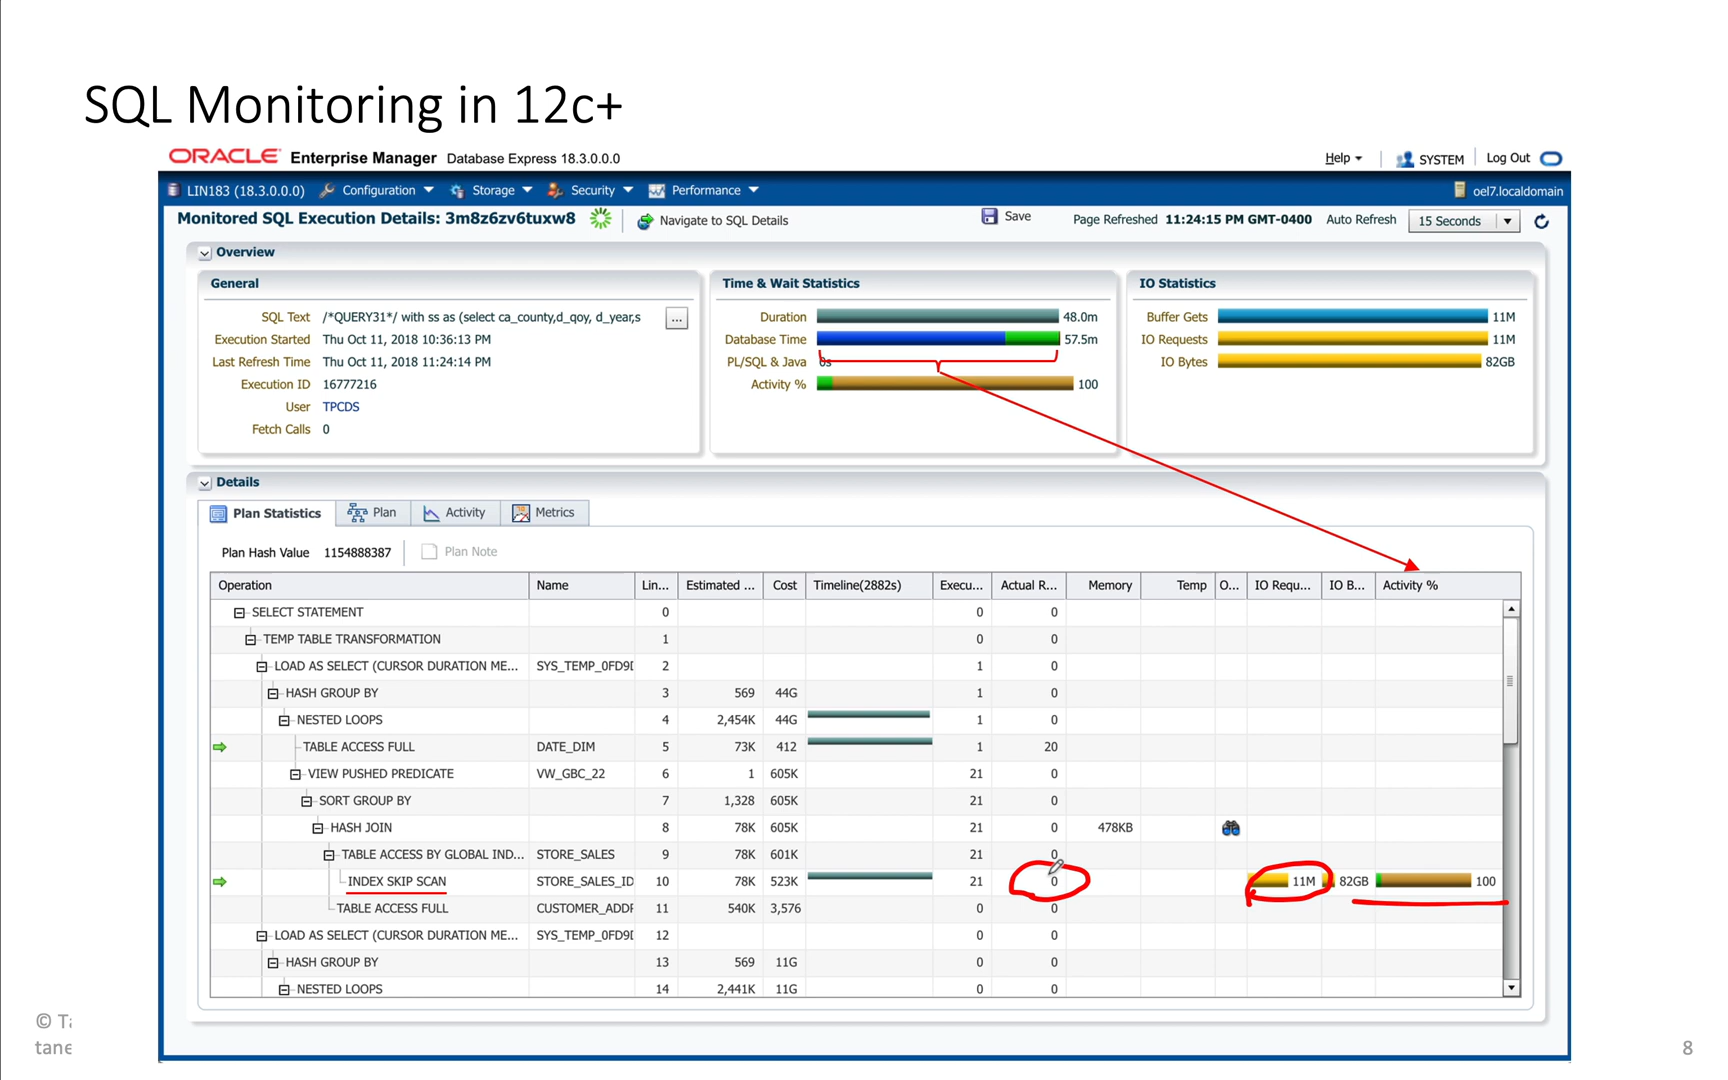 SQL Monitoring in 12c+
ORACLE Enterprise Manager Database Express 18.3.0.0.0 Help SYSTEM Log Out
LIN183 (18.3.0.0.0) Configuration Storage Security Performance oel7.localdomain
Monitored SQL Execution Details: 3m8z6zv6tuxw8 Navigate to SQL Details Save Page Refreshed 11:24:15 PM GMT-0400 Auto Refresh 15 Seconds
Overview
General
SQL Text /*QUERY31*/ with ss as (select ca_county,d_qoy, d_year,s ...
Execution Started Thu Oct 11, 2018 10:36:13 PM
Last Refresh Time Thu Oct 11, 2018 11:24:14 PM
Execution ID 16777216
User TPCDS
Fetch Calls 0
Time & Wait Statistics
Duration 48.0m
Database Time 57.5m
PL/SQL & Java 0s
Activity % 100
IO Statistics
Buffer Gets 11M
IO Requests 11M
IO Bytes 82GB
Details
Plan Statistics Plan Activity Metrics
Plan Hash Value 1154888387 Plan Note
Operation Name Lin... Estimated ... Cost Timeline(2882s) Execu... Actual R... Memory Temp O... IO Requ... IO B... Activity %
SELECT STATEMENT 0 0 0
TEMP TABLE TRANSFORMATION 1 0 0
LOAD AS SELECT (CURSOR DURATION ME... SYS_TEMP_0FD9 2 1 0
HASH GROUP BY 3 569 44G 1 0
NESTED LOOPS 4 2,454K 44G 1 0
TABLE ACCESS FULL DATE_DIM 5 73K 412 1 20
VIEW PUSHED PREDICATE VW_GBC_22 6 1 605K 21 0
SORT GROUP BY 7 1,328 605K 21 0
HASH JOIN 8 78K 605K 21 0 478KB
TABLE ACCESS BY GLOBAL IND... STORE_SALES 9 78K 601K 21 0
INDEX SKIP SCAN STORE_SALES_ID 10 78K 523K 21 0 11M 82GB 100
TABLE ACCESS FULL CUSTOMER_ADD 11 540K 3,576 0 0
LOAD AS SELECT (CURSOR DURATION ME... SYS_TEMP_0FD9 12 0 0
HASH GROUP BY 13 569 11G 0 0
NESTED LOOPS 14 2,441K 11G 0 0
© Ta
tane
8